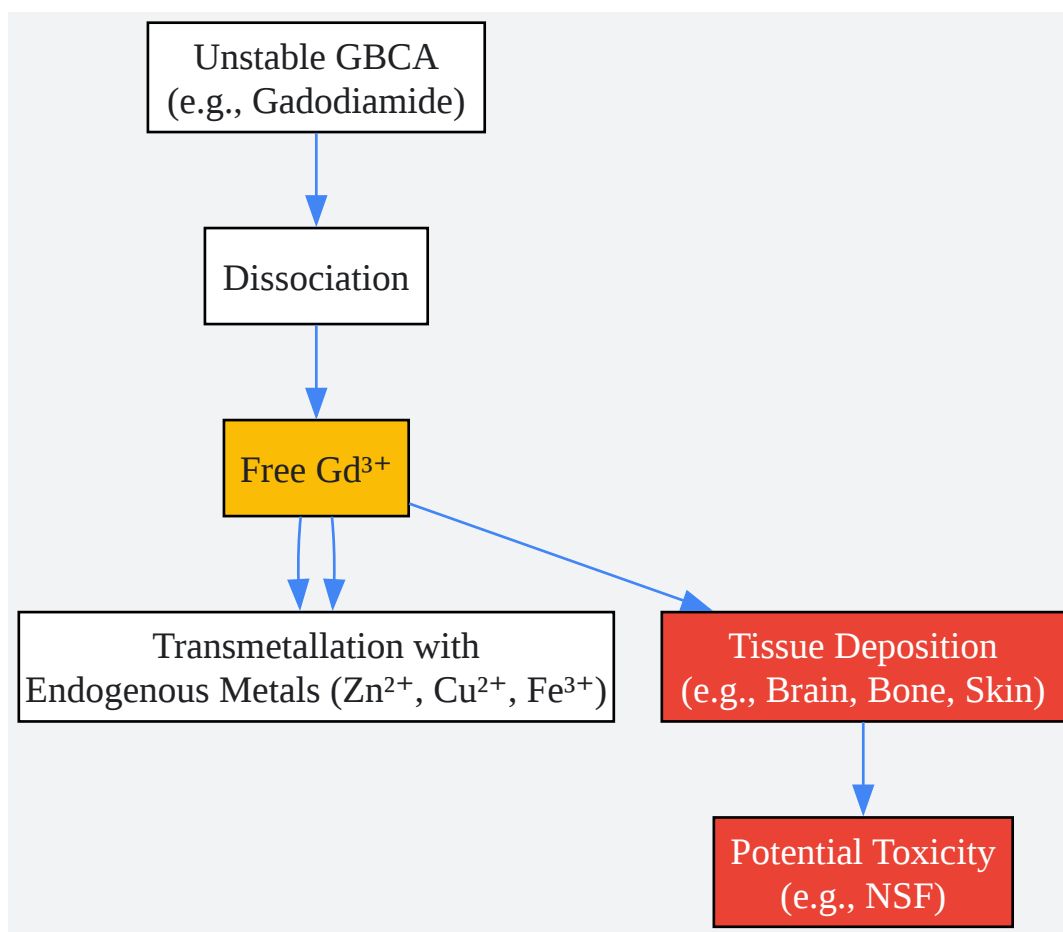 Unstable GBCA
(e.g., Gadodiamide)
Dissociation
Free Gd³⁺
Transmetallation with
Endogenous Metals (Zn²⁺, Cu²⁺, Fe³⁺)
Tissue Deposition
(e.g., Brain, Bone, Skin)
Potential Toxicity
(e.g., NSF)